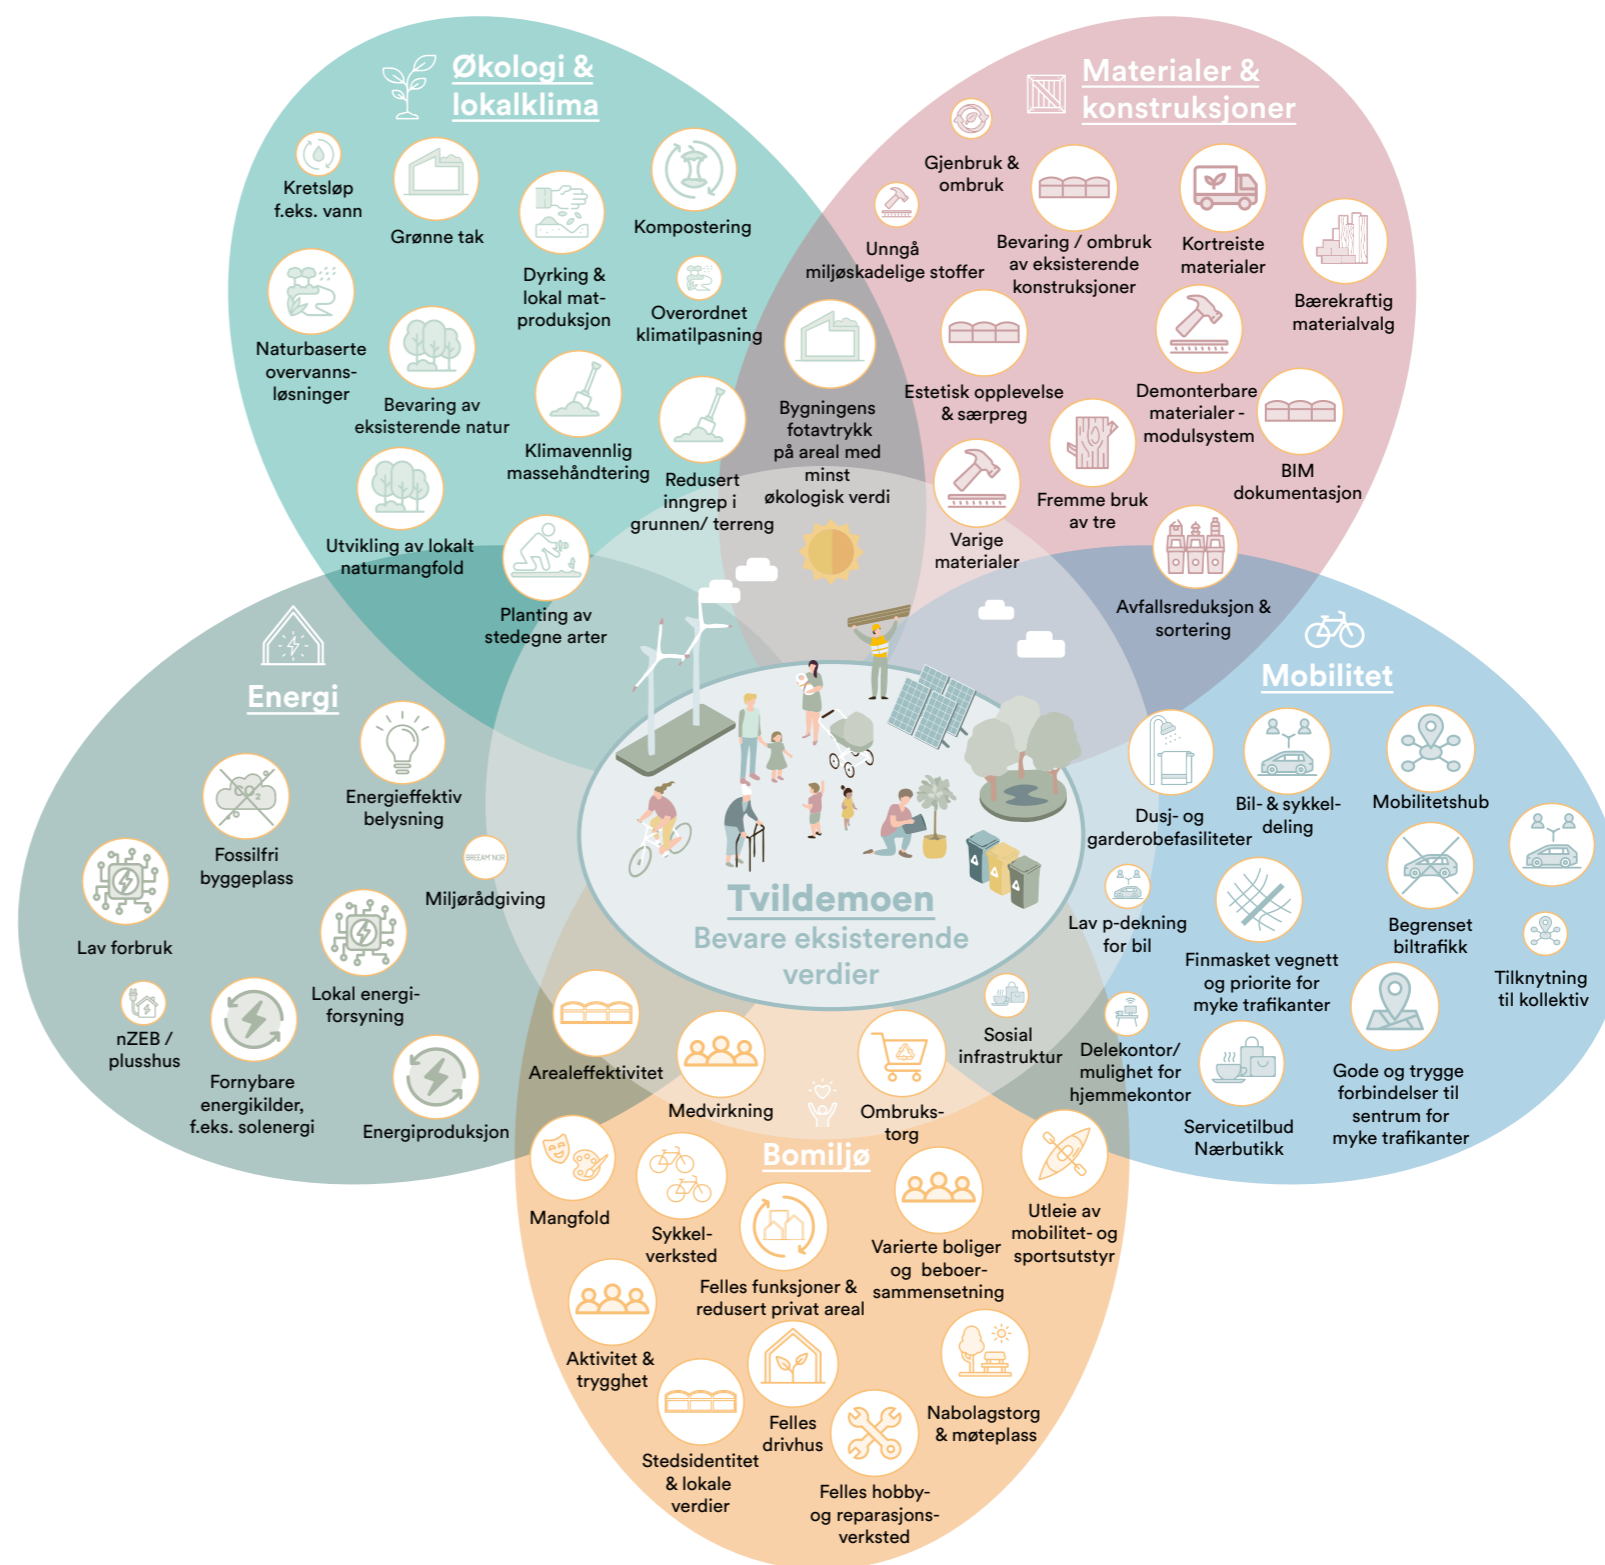 Økologi &
lokalklima
Kretsløp
f.eks. vann
Grønne tak
Dyrking &
lokal mat-
produksjon
Kompostering
Overordnet
klimatilpasning
Naturbaserte
overvanns-
løsninger
Bevaring av
eksisterende natur
Klimavennlig
massehåndtering
Redusert
inngrep i
grunnen/ terreng
Utvikling av lokalt
naturmangfold
Planting av
stedegne arter
Bygningens
fotavtrykk
på areal med
minst
økologisk verdi
Materialer &
konstruksjoner
Gjenbruk &
ombruk
Unngå
miljøskadelige stoffer
Bevaring / ombruk
av eksisterende
konstruksjoner
Kortreiste
materialer
Bærekraftig
materialvalg
Estetisk opplevelse
& særpreg
Demonterbare
materialer -
modulsystem
Fremme bruk
av tre
BIM
dokumentasjon
Varige
materialer
Avfallsreduksjon &
sortering
Energi
Energieffektiv
belysning
CO2
Fossilfri
byggeplass
BREEAM NOR
Miljørådgiving
Lav forbruk
Lokal energi-
forsyning
nZEB /
plusshus
Fornybare
energikilder,
f.eks. solenergi
Energiproduksjon
Tvildemoen
Bevare eksisterende
verdier
Mobilitet
Dusj- og
garderobefasiliteter
Bil- & sykkel-
deling
Mobilitetshub
Lav p-dekning
for bil
Finmasket vegnett
og priorite for
myke trafikanter
Begrenset
biltrafikk
Tilknytning
til kollektiv
Delekontor/
mulighet for
hjemmekontor
Servicetilbud
Nærbutikk
Gode og trygge
forbindelser til
sentrum for
myke trafikanter
Arealeffektivitet
Medvirkning
Ombruks-
torg
Sosial
infrastruktur
Bomiljø
Mangfold
Sykkel-
verksted
Felles funksjoner &
redusert privat areal
Varierte boliger
og beboer-
sammensetning
Utleie av
mobilitet- og
sportsutstyr
Aktivitet &
trygghet
Stedsidentitet
& lokale
verdier
Felles
drivhus
Felles hobby-
og reparasjons-
verksted
Nabolagstorg
& møteplass